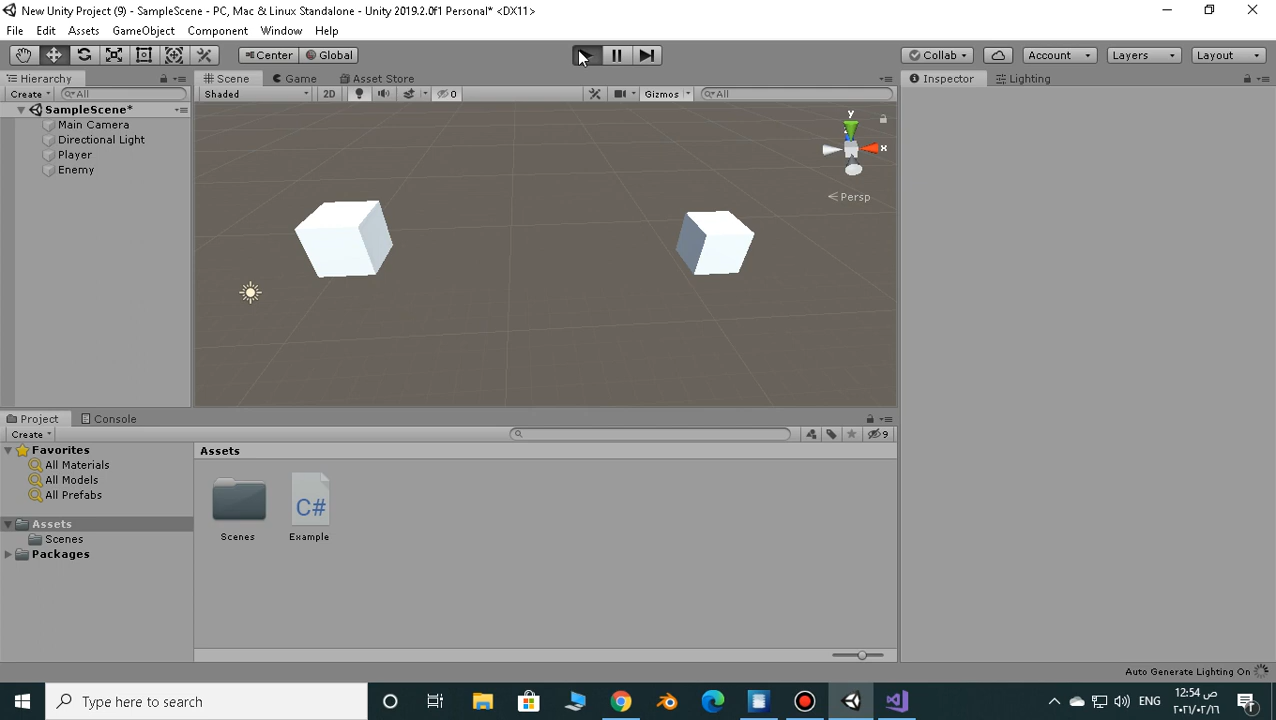 New Unity Project (9) - SampleScene - PC, Mac & Linux Standalone - Unity 2019.2.0f1 Personal* <DX11>
File Edit Assets GameObject Component Window Help
Center Global Collab Account Layers Layout
Hierarchy Scene Game Asset Store Inspector Lighting
Create All Shaded 2D 0 Gizmos All
SampleScene*
Main Camera
Directional Light
Player
Enemy
y
x
Persp
Project Console
Create 9
Favorites
All Materials
All Models
All Prefabs
Assets
Scenes
Packages
Assets
C#
Scenes Example
Auto Generate Lighting On
Type here to search
ENG
12:54 ص
٢٠٢١/٠٢/١٦